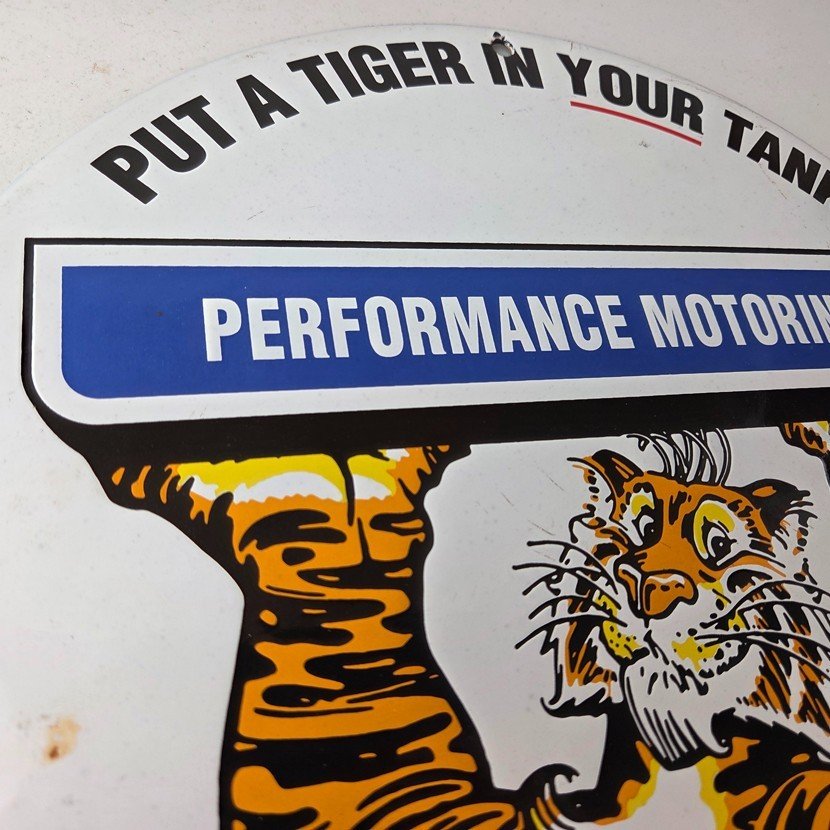 PUT A TIGER IN YOUR TAN
PERFORMANCE MOTORIN